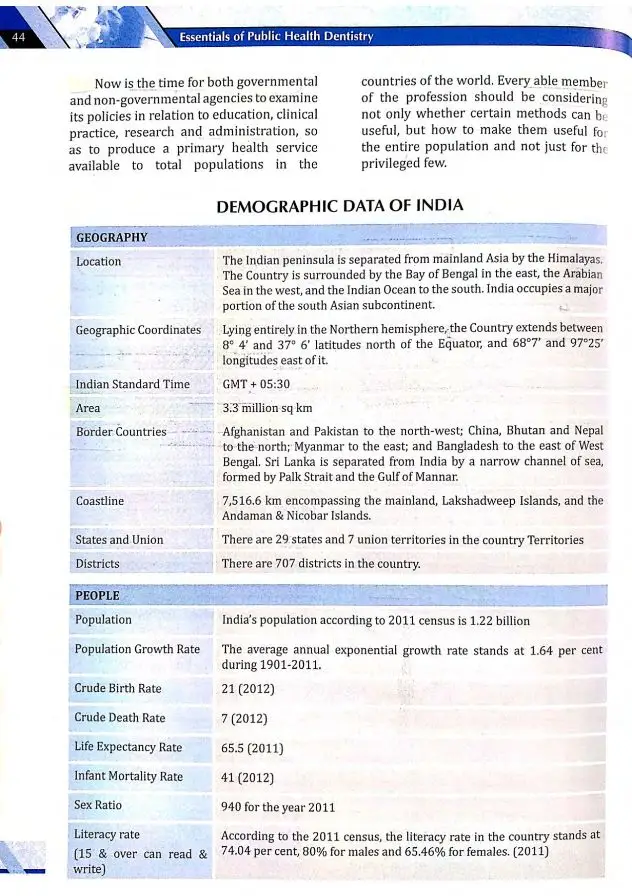 44
Essentials of Public Health Dentistry
Now is the time for both governmental
and non-governmental agencies to examine
its policies in relation to education, clinical
practice, research and administration, so
as to produce a primary health service
available to total populations in the
countries of the world. Every able member
of the profession should be considering
not only whether certain methods can be
useful, but how to make them useful for
the entire population and not just for the
privileged few.
DEMOGRAPHIC DATA OF INDIA
GEOGRAPHY
Location
The Indian peninsula is separated from mainland Asia by the Himalayas.
The Country is surrounded by the Bay of Bengal in the east, the Arabian
Sea in the west, and the Indian Ocean to the south. India occupies a major
portion of the south Asian subcontinent.
Geographic Coordinates
Lying entirely in the Northern hemisphere, the Country extends between
8° 4' and 37° 6' latitudes north of the Equator, and 68°7' and 97°25'
longitudes east of it.
Indian Standard Time
GMT + 05:30
Area
3.3 million sq km
Border Countries
Afghanistan and Pakistan to the north-west; China, Bhutan and Nepal
to the north; Myanmar to the east; and Bangladesh to the east of West
Bengal. Sri Lanka is separated from India by a narrow channel of sea,
formed by Palk Strait and the Gulf of Mannar.
Coastline
7,516.6 km encompassing the mainland, Lakshadweep Islands, and the
Andaman & Nicobar Islands.
States and Union
There are 29 states and 7 union territories in the country Territories
Districts
There are 707 districts in the country.
PEOPLE
Population
India's population according to 2011 census is 1.22 billion
Population Growth Rate
The average annual exponential growth rate stands at 1.64 per cent
during 1901-2011.
Crude Birth Rate
21 (2012)
Crude Death Rate
7 (2012)
Life Expectancy Rate
65.5 (2011)
Infant Mortality Rate
41 (2012)
Sex Ratio
940 for the year 2011
Literacy rate
(15 & over can read &
write)
According to the 2011 census, the literacy rate in the country stands at
74.04 per cent, 80% for males and 65.46% for females. (2011)